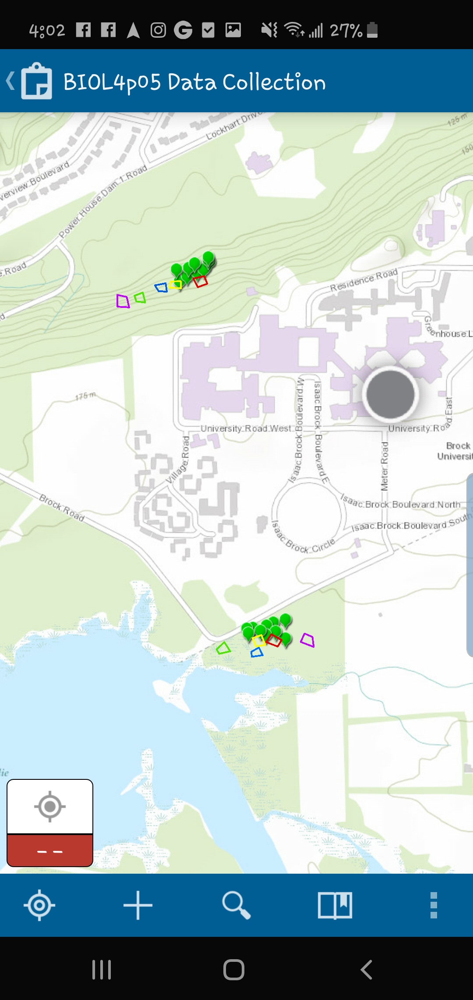 4:02
27%
BIOL4p05 Data Collection
Lockhart Drive
125 m
150
verview Boulevard
Power House Dam 1 Road
e Road
d
Residence Road
Greenhouse L
175 m
Isaac Brock Boulevard W
Isaac Brock Boulevard E
University Road West
University Road East
Brock
Universit
Village Road
Meter Road
Brock Road
Isaac Brock Boulevard North
Isaac Brock Boulevard South
Isaac Brock Circle
lie
--